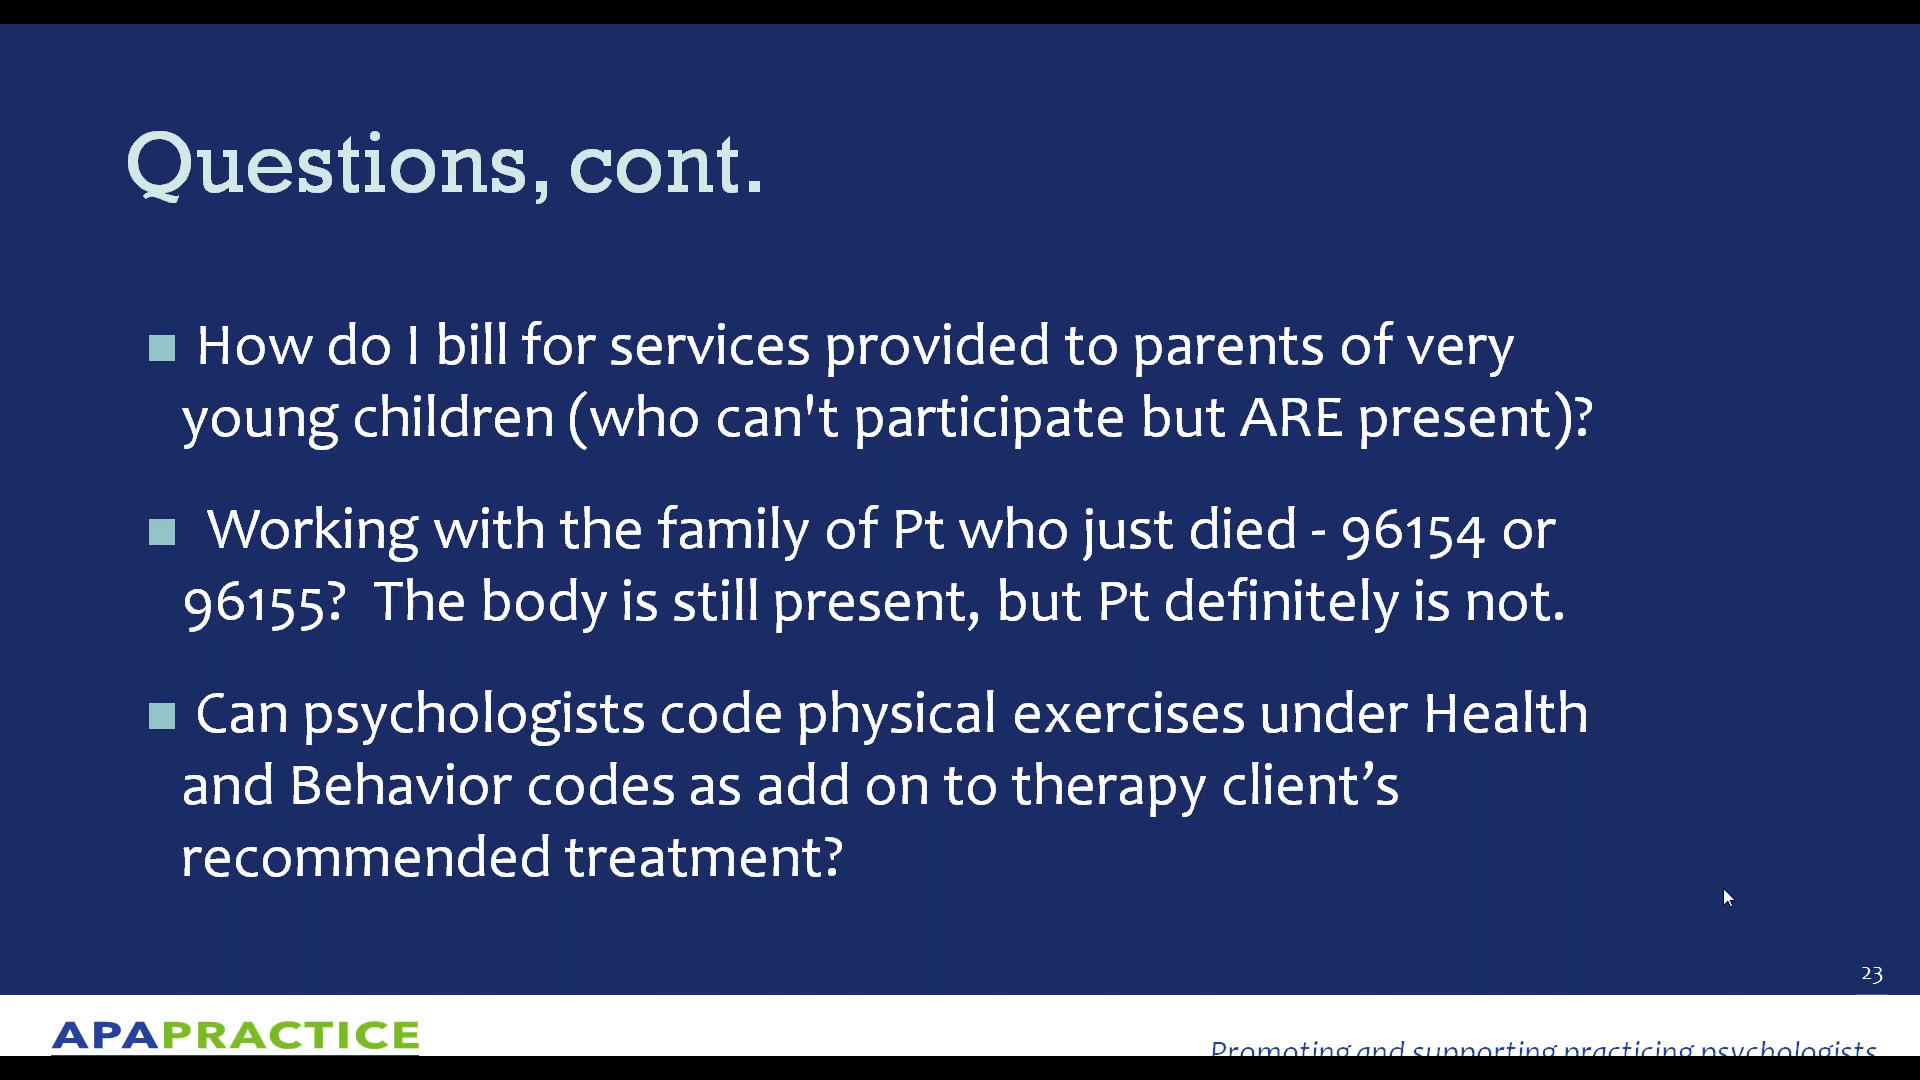 Questions, cont.
How do I bill for services provided to parents of very
young children (who can't participate but ARE present)?
Working with the family of Pt who just died - 96154 or
96155?  The body is still present, but Pt definitely is not.
Can psychologists code physical exercises under Health
and Behavior codes as add on to therapy client’s
recommended treatment?
23
APAPRACTICE
Promoting and supporting practicing psychologists